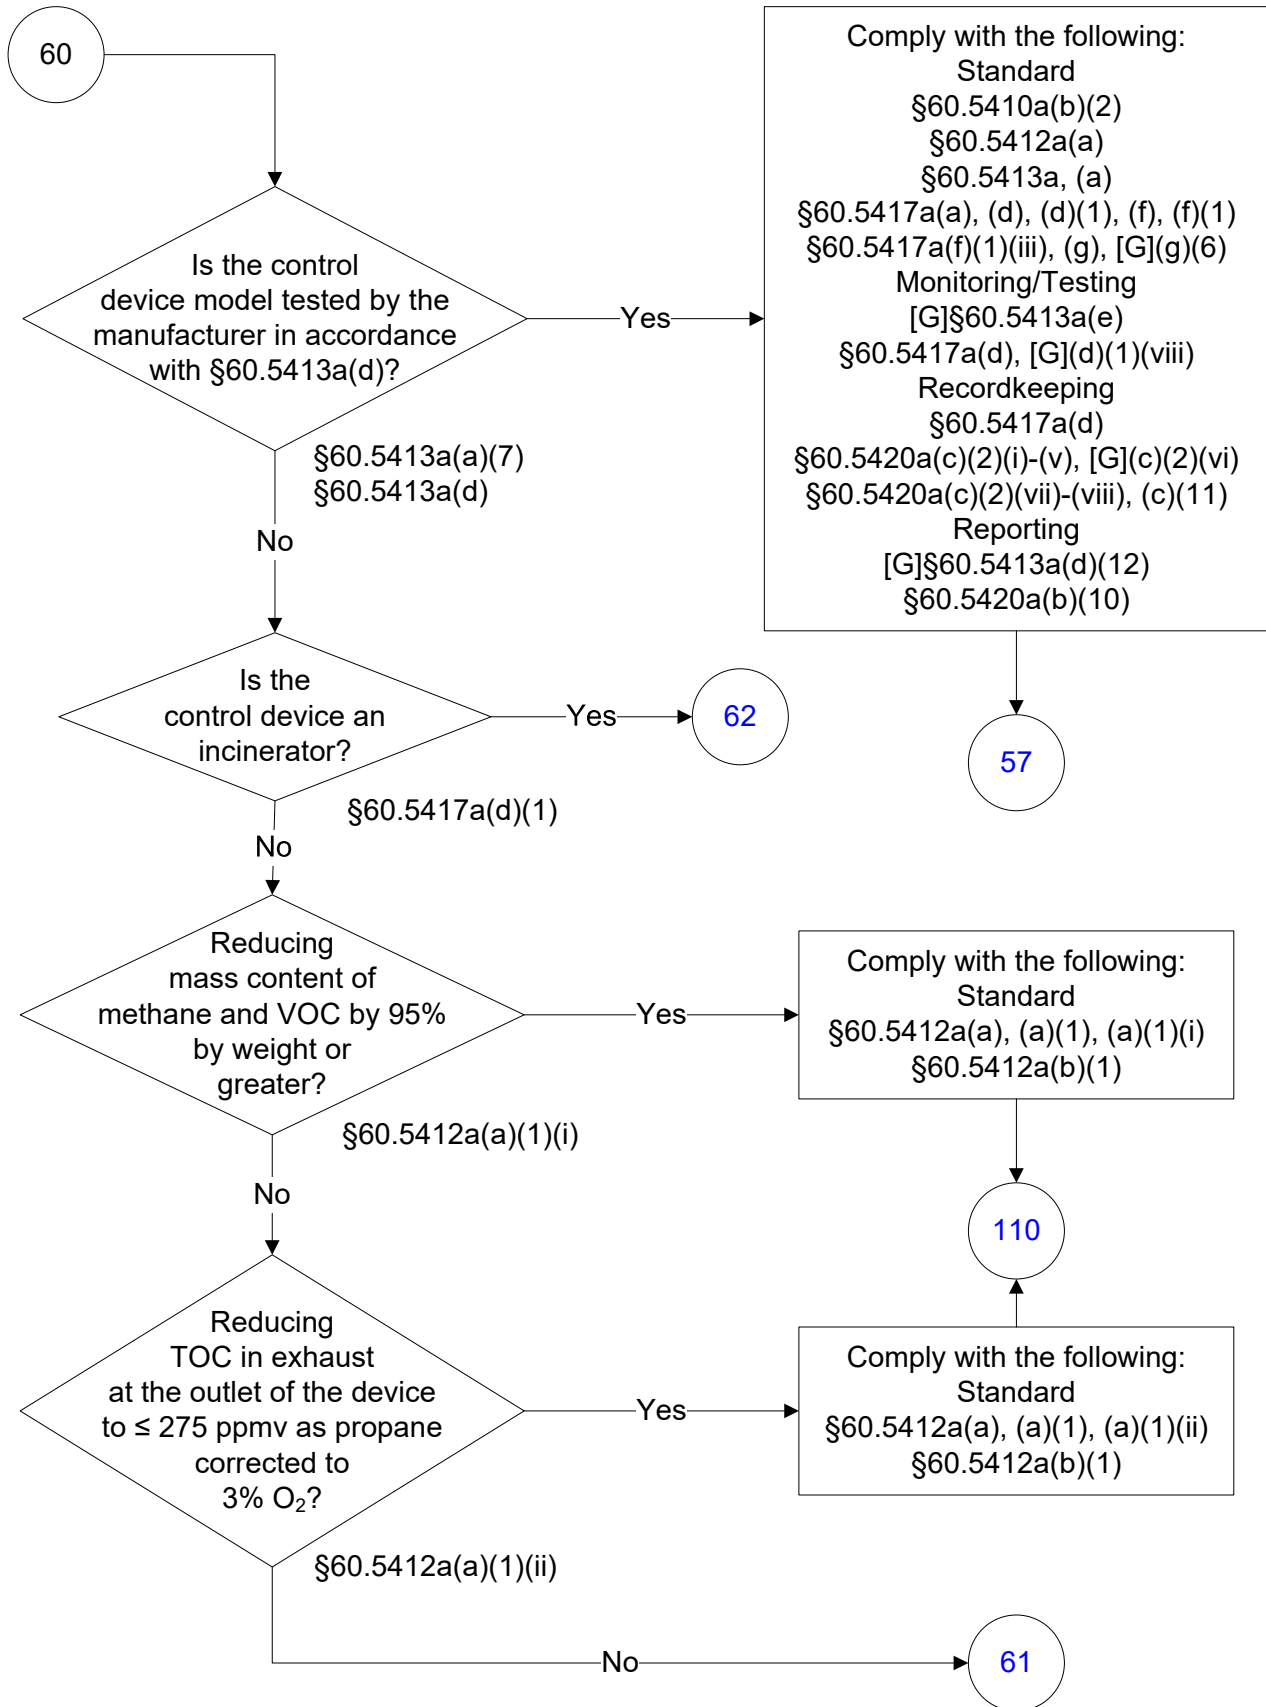 60
Comply with the following:
Standard
§60.5410a(b)(2)
§60.5412a(a)
§60.5413a, (a)
§60.5417a(a), (d), (d)(1), (f), (f)(1)
§60.5417a(f)(1)(iii), (g), [G](g)(6)
Monitoring/Testing
[G]§60.5413a(e)
§60.5417a(d), [G](d)(1)(viii)
Recordkeeping
§60.5417a(d)
§60.5420a(c)(2)(i)-(v), [G](c)(2)(vi)
§60.5420a(c)(2)(vii)-(viii), (c)(11)
Reporting
[G]§60.5413a(d)(12)
§60.5420a(b)(10)
Is the control
device model tested by the
manufacturer in accordance
with §60.5413a(d)?
Yes
§60.5413a(a)(7)
§60.5413a(d)
No
Is the
control device an
incinerator?
Yes
62
57
§60.5417a(d)(1)
No
Reducing
mass content of
methane and VOC by 95%
by weight or
greater?
Yes
Comply with the following:
Standard
§60.5412a(a), (a)(1), (a)(1)(i)
§60.5412a(b)(1)
§60.5412a(a)(1)(i)
No
110
Reducing
TOC in exhaust
at the outlet of the device
to ≤ 275 ppmv as propane
corrected to
3% O₂?
Yes
Comply with the following:
Standard
§60.5412a(a), (a)(1), (a)(1)(ii)
§60.5412a(b)(1)
§60.5412a(a)(1)(ii)
No
61